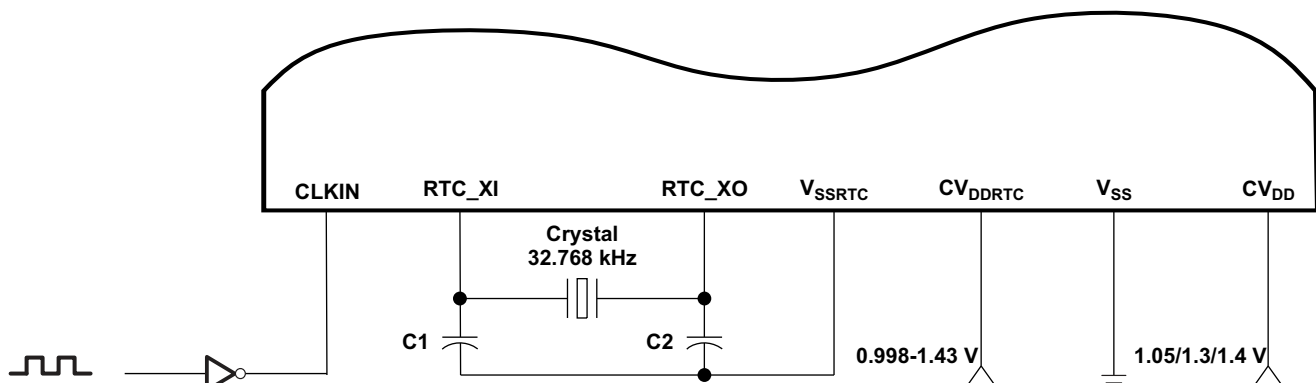 CLKIN
RTC_XI
RTC_XO
VSSRTC
CVDDRTC
VSS
CVDD
Crystal
32.768 kHz
C1
C2
0.998-1.43 V
1.05/1.3/1.4 V